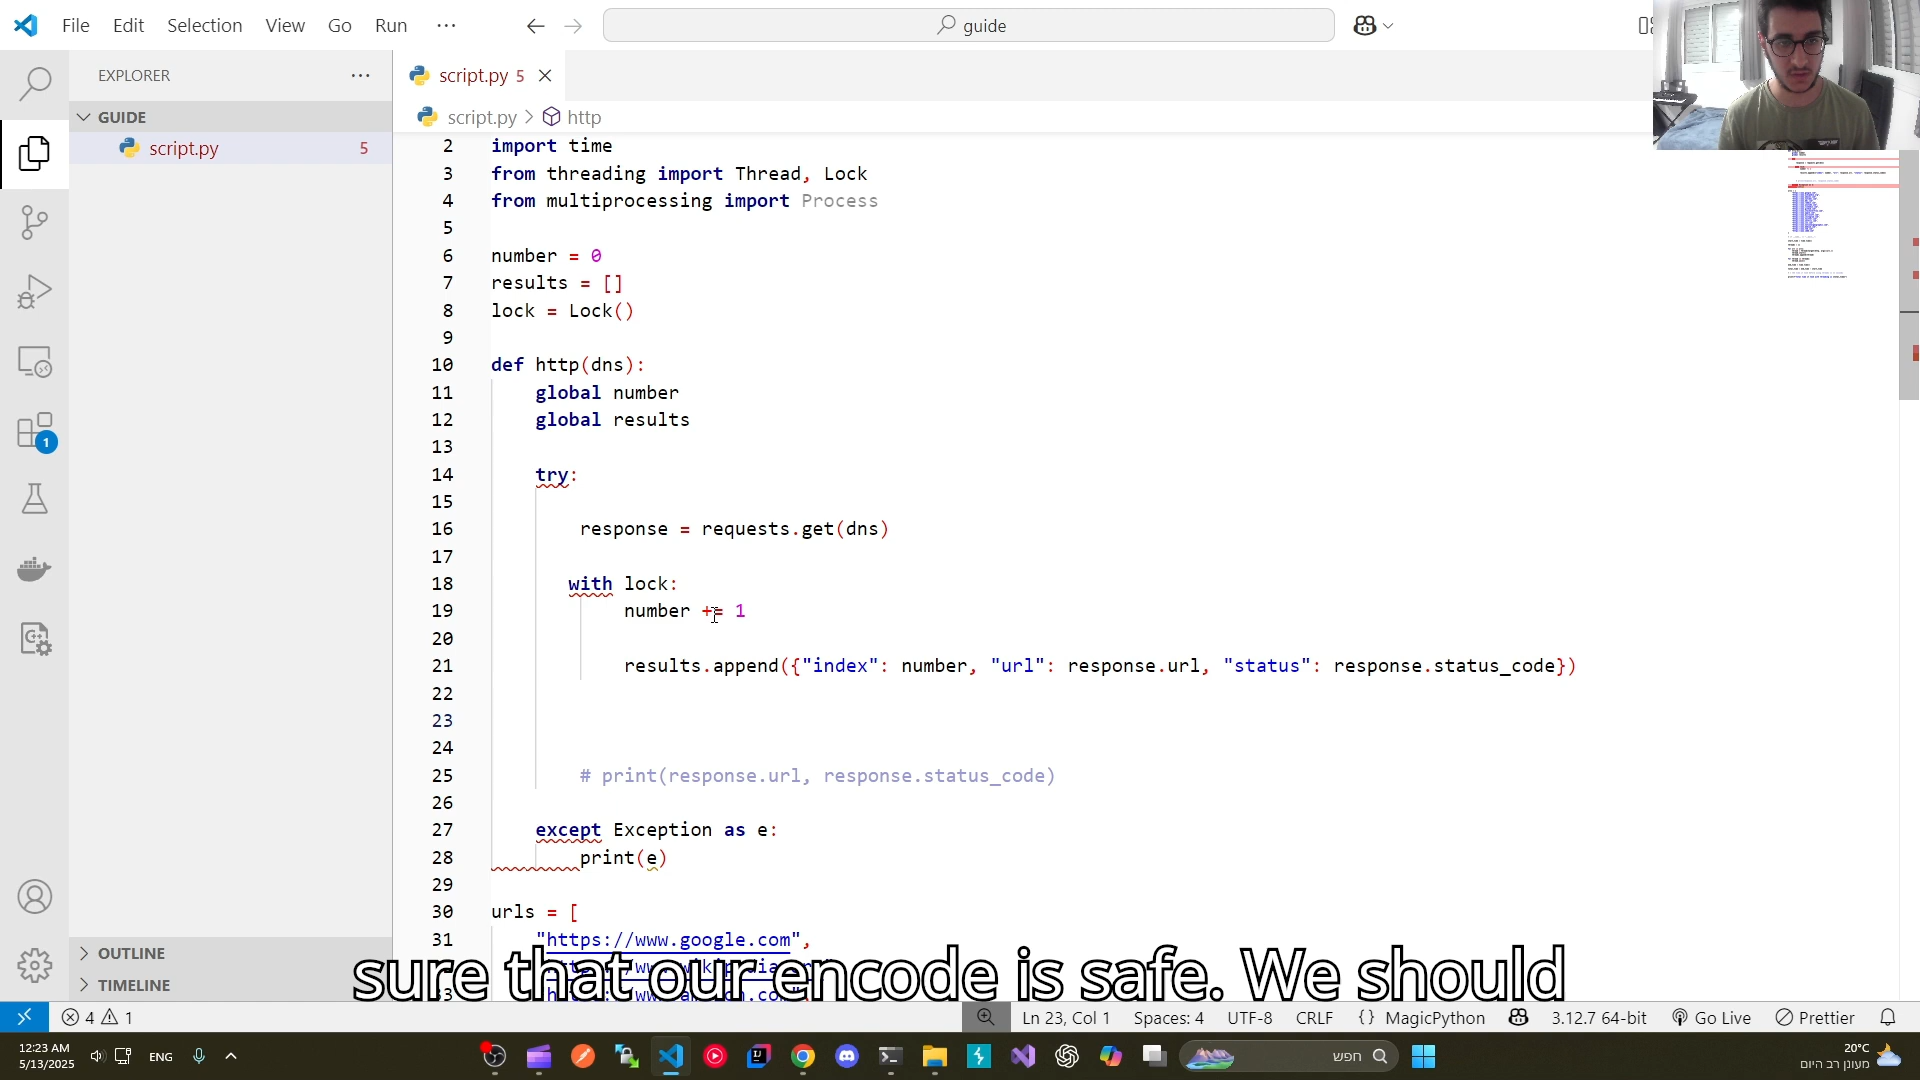 File Edit Selection View Go Run ···
guide
EXPLORER
GUIDE
script.py 5
OUTLINE
TIMELINE
script.py 5
script.py > http
2 import time
3 from threading import Thread, Lock
4 from multiprocessing import Process
5
6 number = 0
7 results = []
8 lock = Lock()
9
10 def http(dns):
11 global number
12 global results
13
14 try:
15
16 response = requests.get(dns)
17
18 with lock:
19 number += 1
20
21 results.append({"index": number, "url": response.url, "status": response.status_code})
22
23
24
25 # print(response.url, response.status_code)
26
27 except Exception as e:
28 print(e)
29
30 urls = [
31 "https://www.google.com",
33
sure that our encode is safe. We should
1
4 1
Ln 23, Col 1 Spaces: 4 UTF-8 CRLF {} MagicPython 3.12.7 64-bit Go Live Prettier
12:23 AM
5/13/2025
ENG
חפש
20°C
מעונן רב היום